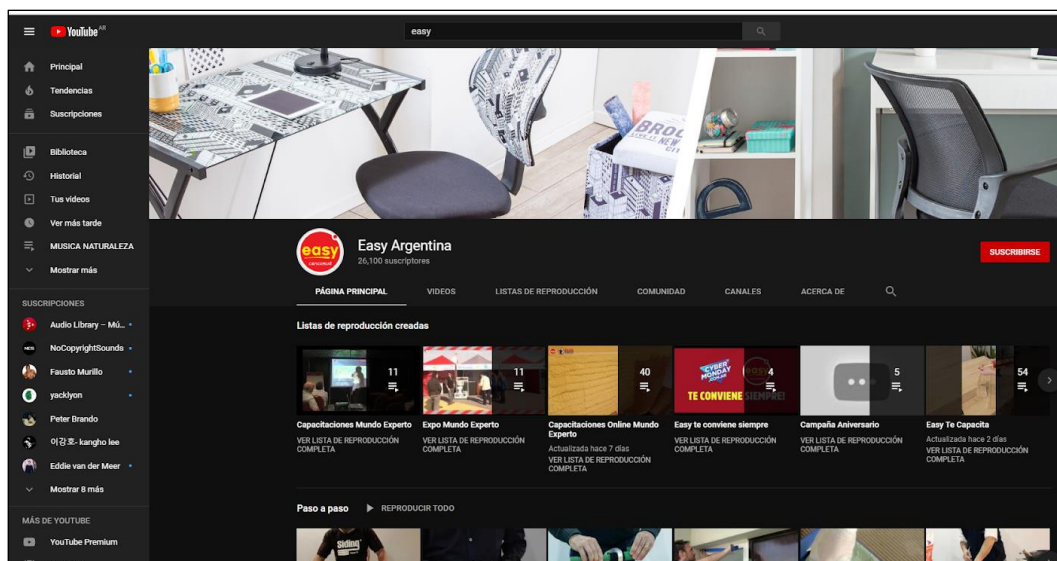 YouTube AR
easy
Principal
Tendencias
Suscripciones
Biblioteca
Historial
Tus videos
Ver más tarde
MUSICA NATURALEZA
Mostrar más
SUSCRIPCIONES
Audio Library – Mú...
NoCopyrightSounds
Fausto Murillo
yacklyon
Peter Brando
이강호- kangho lee
Eddie van der Meer
Mostrar 8 más
MÁS DE YOUTUBE
YouTube Premium
easy
cencosud
Easy Argentina
26,100 suscriptores
SUSCRIBIRSE
PÁGINA PRINCIPAL VIDEOS LISTAS DE REPRODUCCIÓN COMUNIDAD CANALES ACERCA DE
Listas de reproducción creadas
11
Capacitaciones Mundo Experto
VER LISTA DE REPRODUCCIÓN
COMPLETA
11
Expo Mundo Experto
VER LISTA DE REPRODUCCIÓN
COMPLETA
40
Capacitaciones Online Mundo
Experto
Actualizada hace 7 días
VER LISTA DE REPRODUCCIÓN
COMPLETA
CYBER
MONDAY
easy
4
TE CONVIENE SIEMPRE!
Easy te conviene siempre
VER LISTA DE REPRODUCCIÓN
COMPLETA
5
Campaña Aniversario
VER LISTA DE REPRODUCCIÓN
COMPLETA
54
Easy Te Capacita
Actualizada hace 2 días
VER LISTA DE REPRODUCCIÓN
COMPLETA
Paso a paso REPRODUCIR TODO
Siding